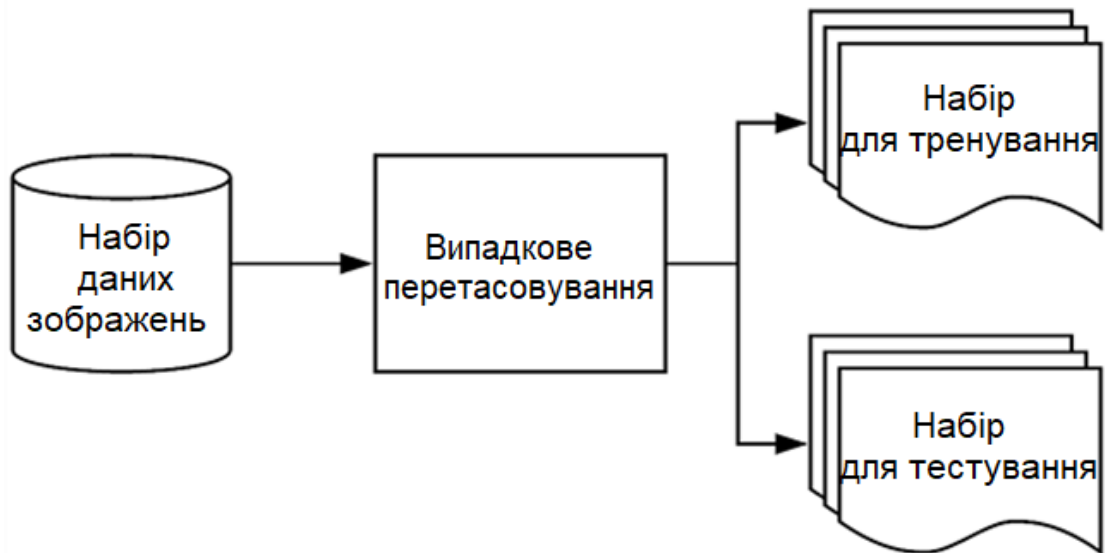 Набір
даних
зображень
Випадкове
перетасовування
Набір
для тренування
Набір
для тестування